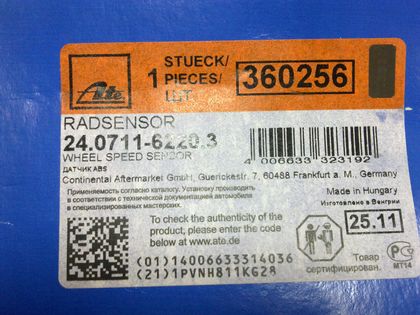 Ate
1 STUECK/
PIECES/
ШТ.
360256
RADSENSOR
24.0711-6220.3
WHEEL SPEED SENSOR
ДАТЧИК ABS
4 006633 323192
Continental Aftermarket GmbH, Guerickestr. 7, 60488 Frankfurt a. M., Germany
Применяемость согласно каталогу. Установку производить
в соответствии с технической документацией автомобиля
в специализированных мастерских.
Made in Hungary
Изготовлено в Венгрии
25.11
To check the authenticity of the
product, please enter the code
at www.ate.de
(01)14006633314036
(21)1PVNH811KG28
Товар
сертифицирован.
МТ14